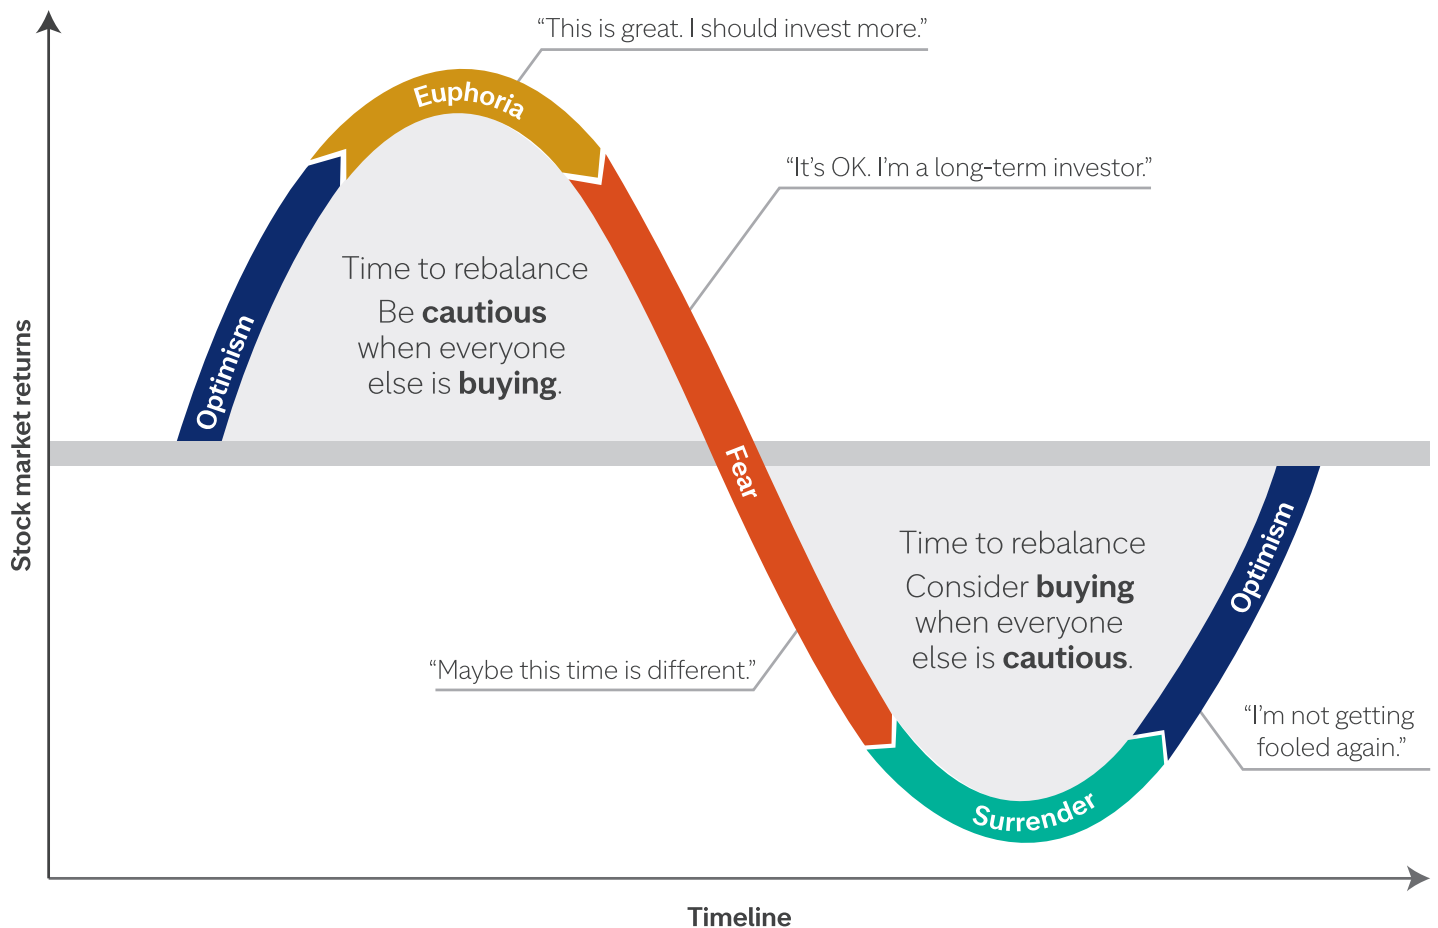 “This is great. I should invest more.”
Euphoria
“It’s OK. I’m a long-term investor.”
Time to rebalance
Be cautious
when everyone
else is buying.
Optimism
Stock market returns
Fear
Time to rebalance
Consider buying
when everyone
else is cautious.
Optimism
“Maybe this time is different.”
“I’m not getting
fooled again.”
Surrender
Timeline